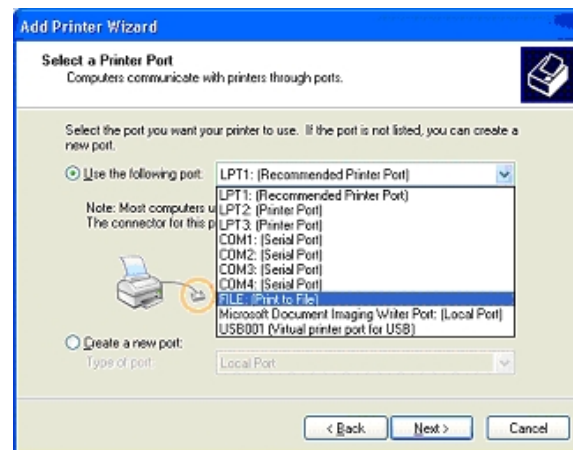 Add Printer Wizard
Select a Printer Port
Computers communicate with printers through ports.
Select the port you want your printer to use. If the port is not listed, you can create a
new port.
Use the following port: LPT1: (Recommended Printer Port)
LPT1: (Recommended Printer Port)
Note: Most computers u LPT2: (Printer Port)
The connector for this p LPT3: (Printer Port)
COM1: (Serial Port)
COM2: (Serial Port)
COM3: (Serial Port)
COM4: (Serial Port)
FILE: (Print to File)
Microsoft Document Imaging Writer Port: (Local Port)
USB001 (Virtual printer port for USB)
Create a new port:
Type of port: Local Port
< Back Next > Cancel